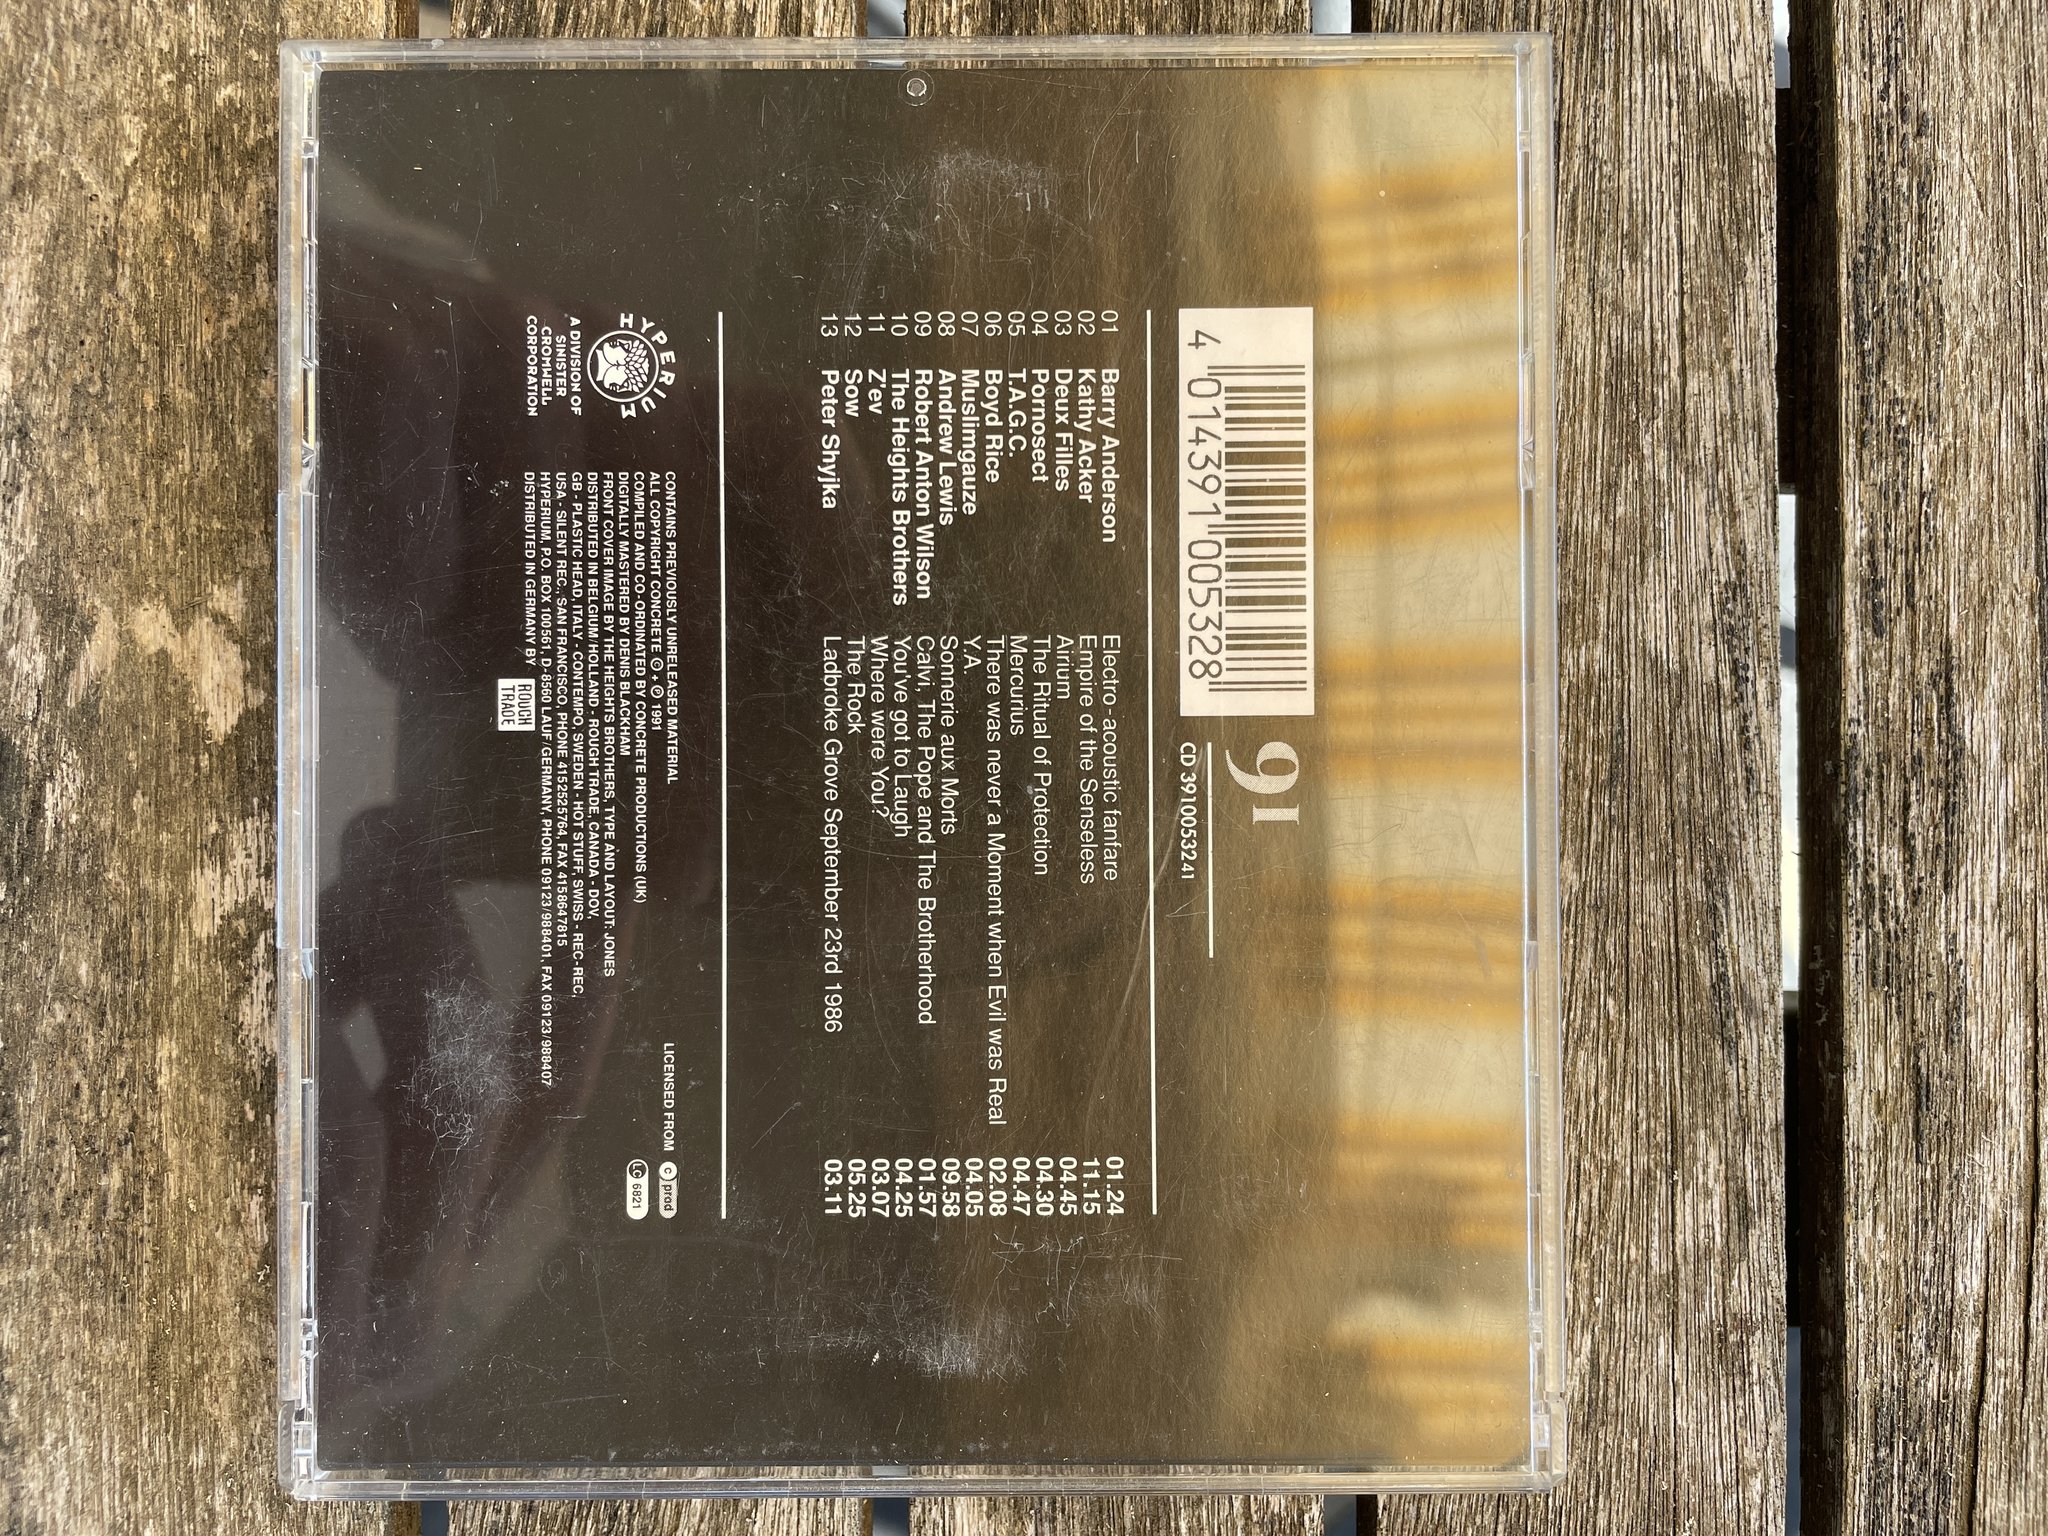 4 014391 005328
91
CD 3910053241
01 Barry Anderson Electro-acoustic fanfare 01.24
02 Kathy Acker Empire of the Senseless 11.15
03 Deux Filles Airium 04.45
04 Pornosect The Ritual of Protection 04.30
05 T.A.G.C. Mercurius 04.47
06 Boyd Rice There was never a Moment when Evil was Real 02.08
07 Muslimgauze Y.A 04.05
08 Andrew Lewis Sonnerie aux Morts 09.58
09 Robert Anton Wilson Calvi, The Pope and The Brotherhood 01.57
10 The Heights Brothers You've got to Laugh 04.25
11 Z'ev Where were You? 03.07
12 Sow The Rock 05.25
13 Peter Shyjka Ladbroke Grove September 23rd 1986 03.11
HYPERIUM
A DIVISION OF
SINISTER
CROMWELL
CORPORATION
CONTAINS PREVIOUSLY UNRELEASED MATERIAL
ALL COPYRIGHT CONCRETE © + ℗ 1991
COMPILED AND CO-ORDINATED BY CONCRETE PRODUCTIONS (UK)
DIGITALLY MASTERED BY DENIS BLACKHAM
FRONT COVER IMAGE BY THE HEIGHTS BROTHERS, TYPE AND LAYOUT: JONES
DISTRIBUTED IN BELGIUM/HOLLAND - ROUGH TRADE, CANADA - DOV,
GB - PLASTIC HEAD, ITALY - CONTEMPO, SWEDEN - HOT STUFF, SWISS - REC-REC,
USA - SILENT REC., SAN FRANCISCO, PHONE 4152525764, FAX 4158647815
HYPERIUM, P.O. BOX 100561, D-8560 LAUF/GERMANY, PHONE 09123/988401, FAX 09123/988407
DISTRIBUTED IN GERMANY BY ROUGH TRADE
LICENSED FROM c prod
LC 6821